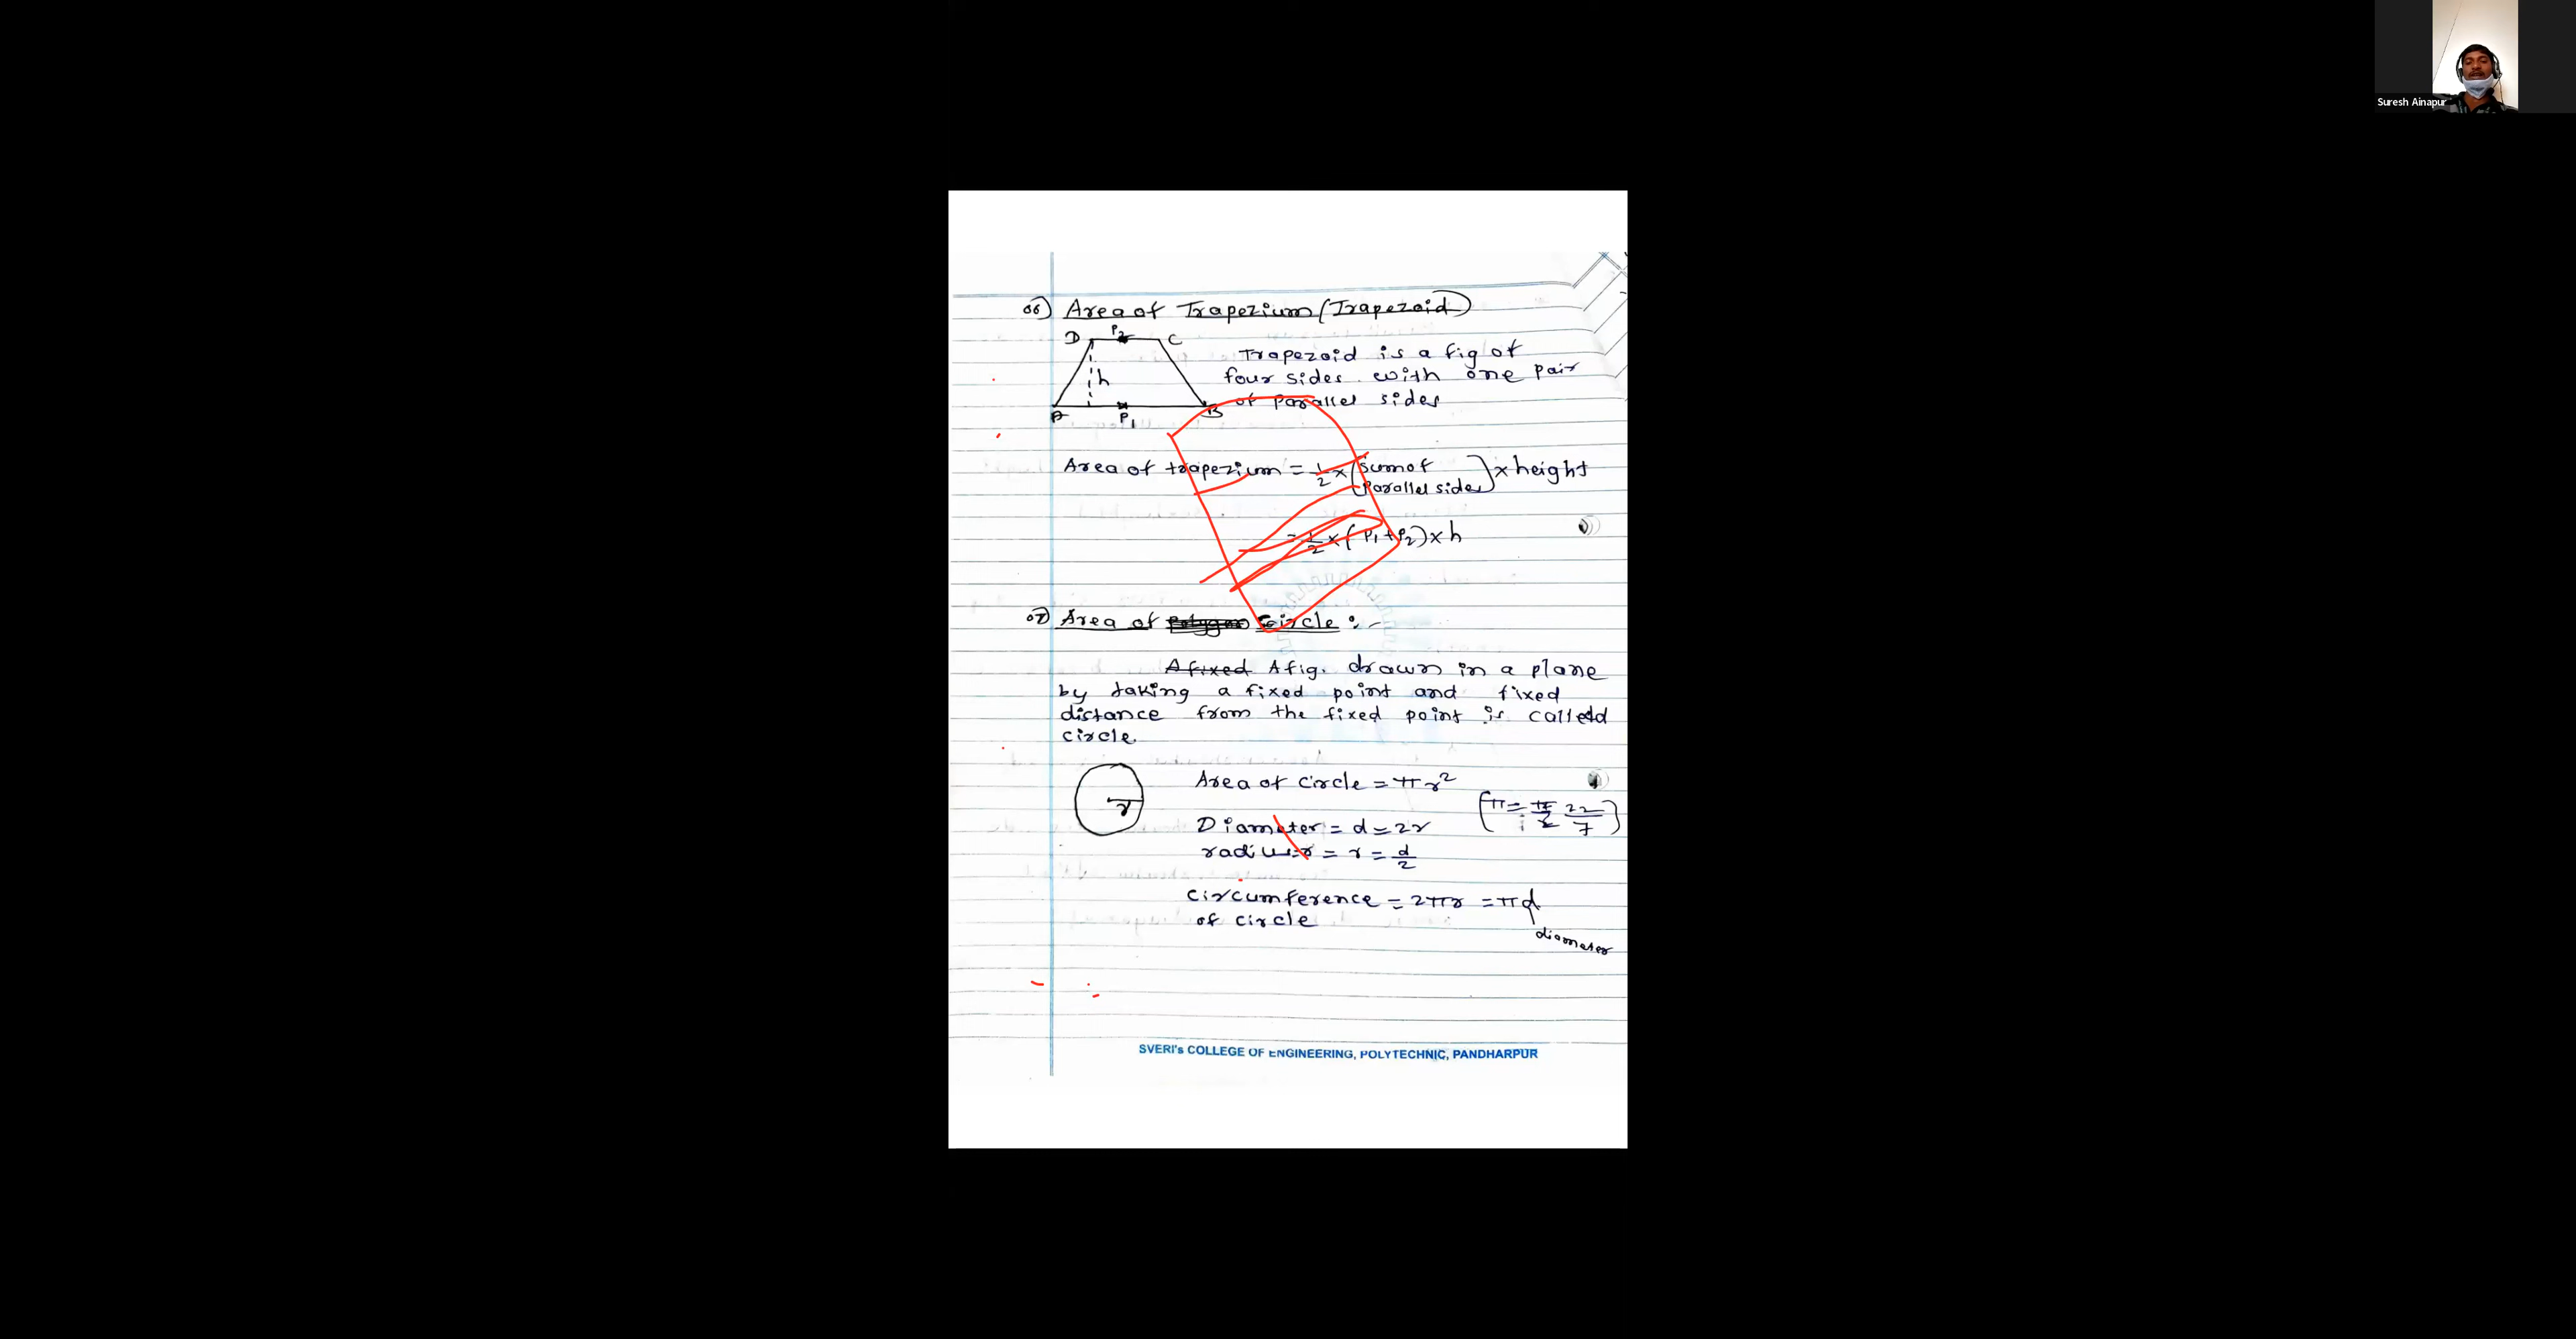 Suresh Ainapur
06) Area of Trapezium (Trapezoid)
D P2 C
h
A P1 B
Trapezoid is a fig of
four sides with one pair
of parallel sides
Area of trapezium = 1/2 × (sum of parallel sides) × height
= 1/2 × (P1 + P2) × h
07) Area of Circle :-
A fixed A fig. drawn in a plane
by taking a fixed point and fixed
distance from the fixed point is called
circle.
r
Area of circle = πr²
(π = 22/7)
Diameter = d = 2r
radius = r = d/2
Circumference = 2πr = πd
of circle
diameter
SVERI's COLLEGE OF ENGINEERING, POLYTECHNIC, PANDHARPUR